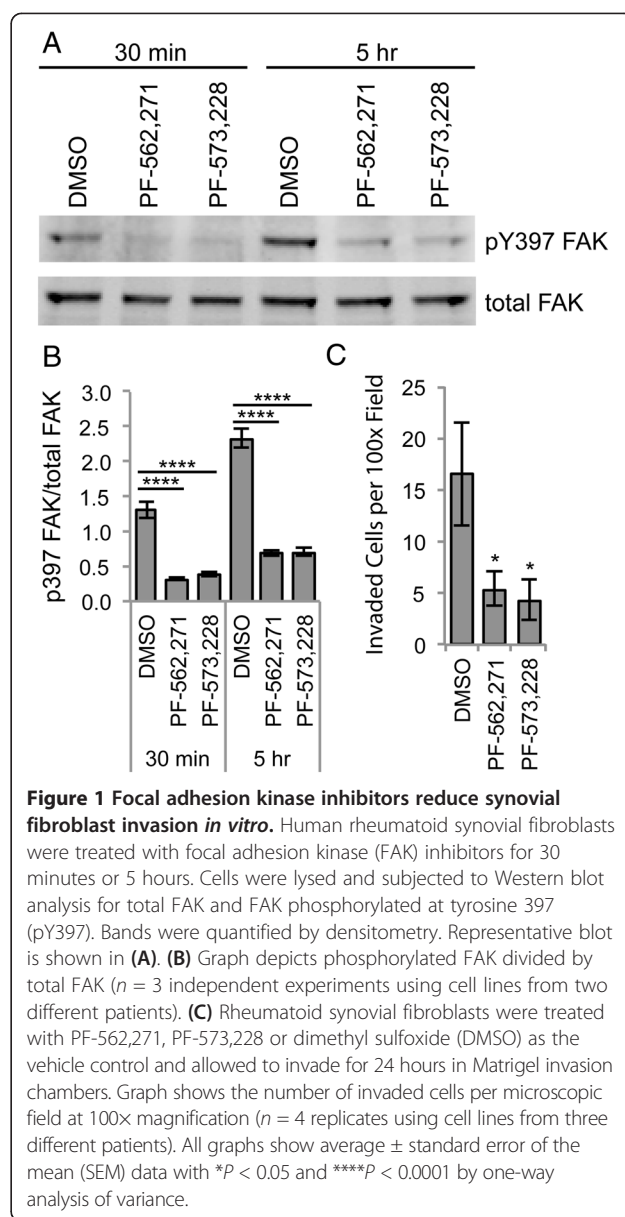 A
30 min 5 hr
DMSO PF-562,271 PF-573,228 DMSO PF-562,271 PF-573,228
pY397 FAK
total FAK
B
p397 FAK/total FAK
3.0
2.5
2.0
1.5
1.0
0.5
0.0
****
****
****
****
DMSO PF-562,271 PF-573,228 DMSO PF-562,271 PF-573,228
30 min 5 hr
C
Invaded Cells per 100x Field
25
20
15
10
5
0
* *
DMSO PF-562,271 PF-573,228
Figure 1 Focal adhesion kinase inhibitors reduce synovial
fibroblast invasion in vitro. Human rheumatoid synovial fibroblasts
were treated with focal adhesion kinase (FAK) inhibitors for 30
minutes or 5 hours. Cells were lysed and subjected to Western blot
analysis for total FAK and FAK phosphorylated at tyrosine 397
(pY397). Bands were quantified by densitometry. Representative blot
is shown in (A). (B) Graph depicts phosphorylated FAK divided by
total FAK (n = 3 independent experiments using cell lines from two
different patients). (C) Rheumatoid synovial fibroblasts were treated
with PF-562,271, PF-573,228 or dimethyl sulfoxide (DMSO) as the
vehicle control and allowed to invade for 24 hours in Matrigel invasion
chambers. Graph shows the number of invaded cells per microscopic
field at 100× magnification (n = 4 replicates using cell lines from three
different patients). All graphs show average ± standard error of the
mean (SEM) data with *P < 0.05 and ****P < 0.0001 by one-way
analysis of variance.